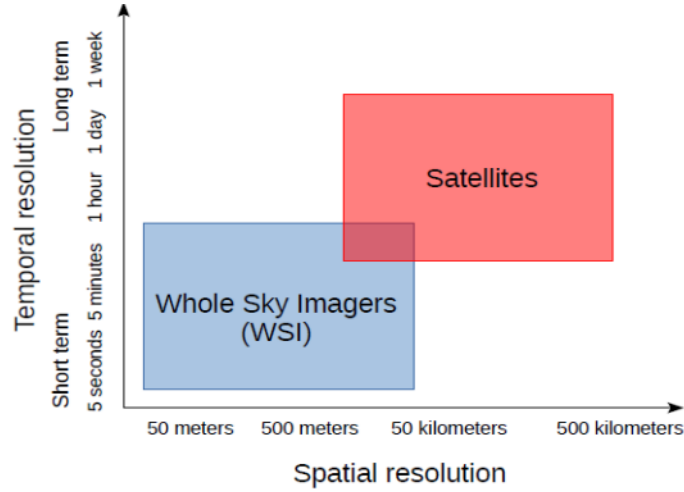 Temporal resolution
Long term
Short term
1 week
1 day
1 hour
5 minutes
5 seconds
Satellites
Whole Sky Imagers
(WSI)
50 meters
500 meters
50 kilometers
500 kilometers
Spatial resolution